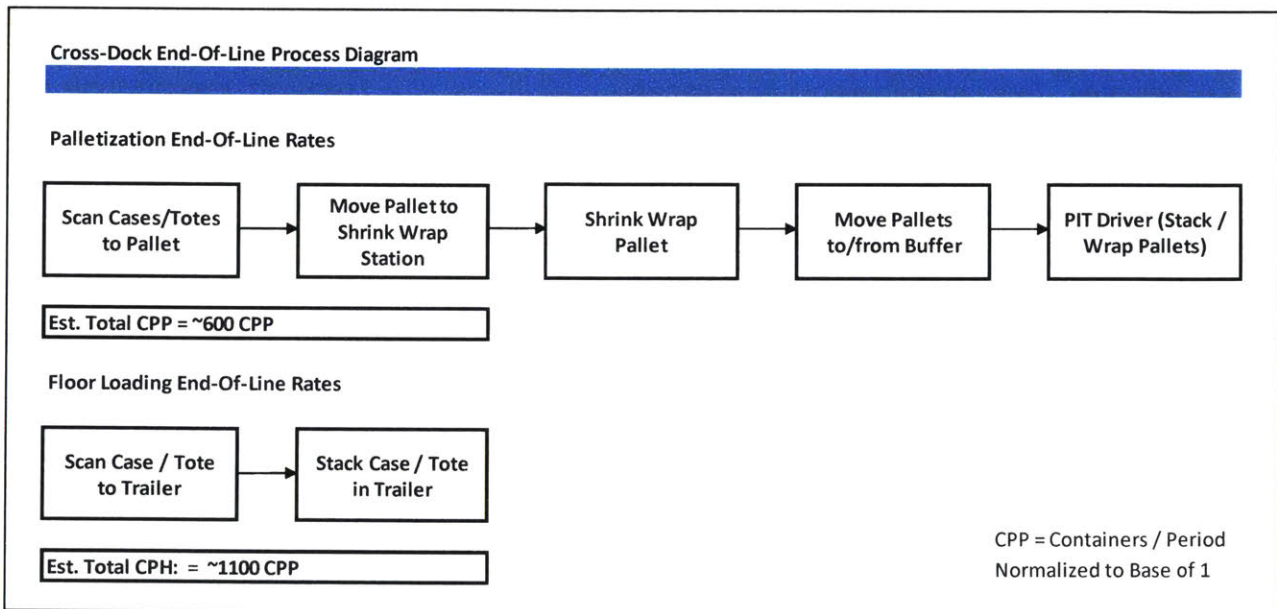 Cross-Dock End-Of-Line Process Diagram
Palletization End-Of-Line Rates
Scan Cases/Totes
to Pallet
Move Pallet to
Shrink Wrap
Station
Shrink Wrap
Pallet
Move Pallets
to/from Buffer
PIT Driver (Stack /
Wrap Pallets)
Est. Total CPP = ~600 CPP
Floor Loading End-Of-Line Rates
Scan Case / Tote
to Trailer
Stack Case / Tote
in Trailer
Est. Total CPH: = ~1100 CPP
CPP = Containers / Period
Normalized to Base of 1